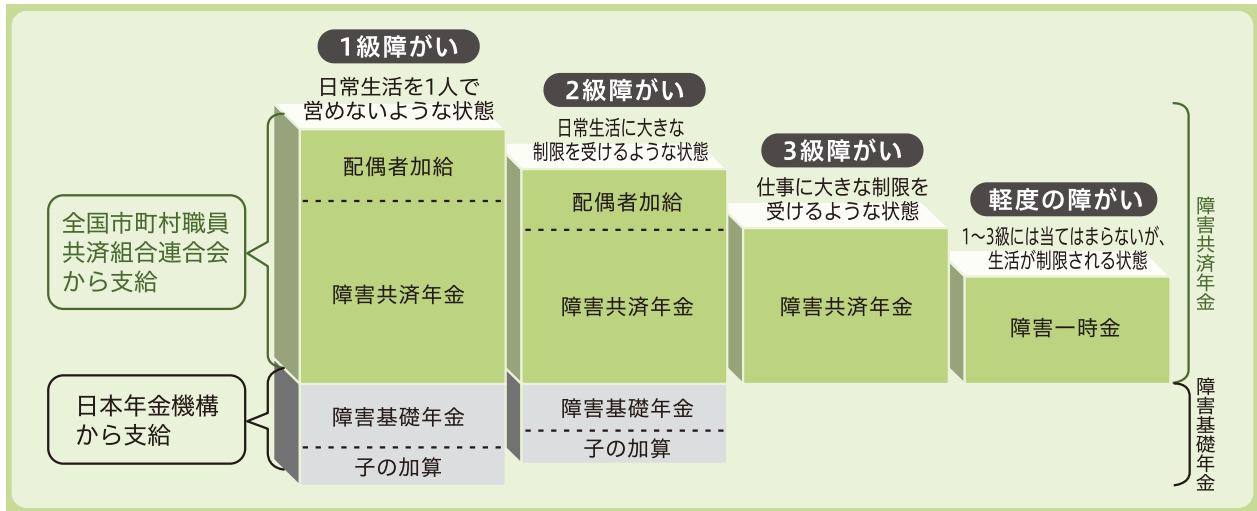 1級障がい
日常生活を1人で
営めないような状態
配偶者加給
障害共済年金
障害基礎年金
子の加算
2級障がい
日常生活に大きな
制限を受けるような状態
配偶者加給
障害共済年金
障害基礎年金
子の加算
3級障がい
仕事に大きな制限を
受けるような状態
障害共済年金
軽度の障がい
1〜3級には当てはまらないが、
生活が制限される状態
障害一時金
全国市町村職員
共済組合連合会
から支給
日本年金機構
から支給
障害共済年金
障害基礎年金